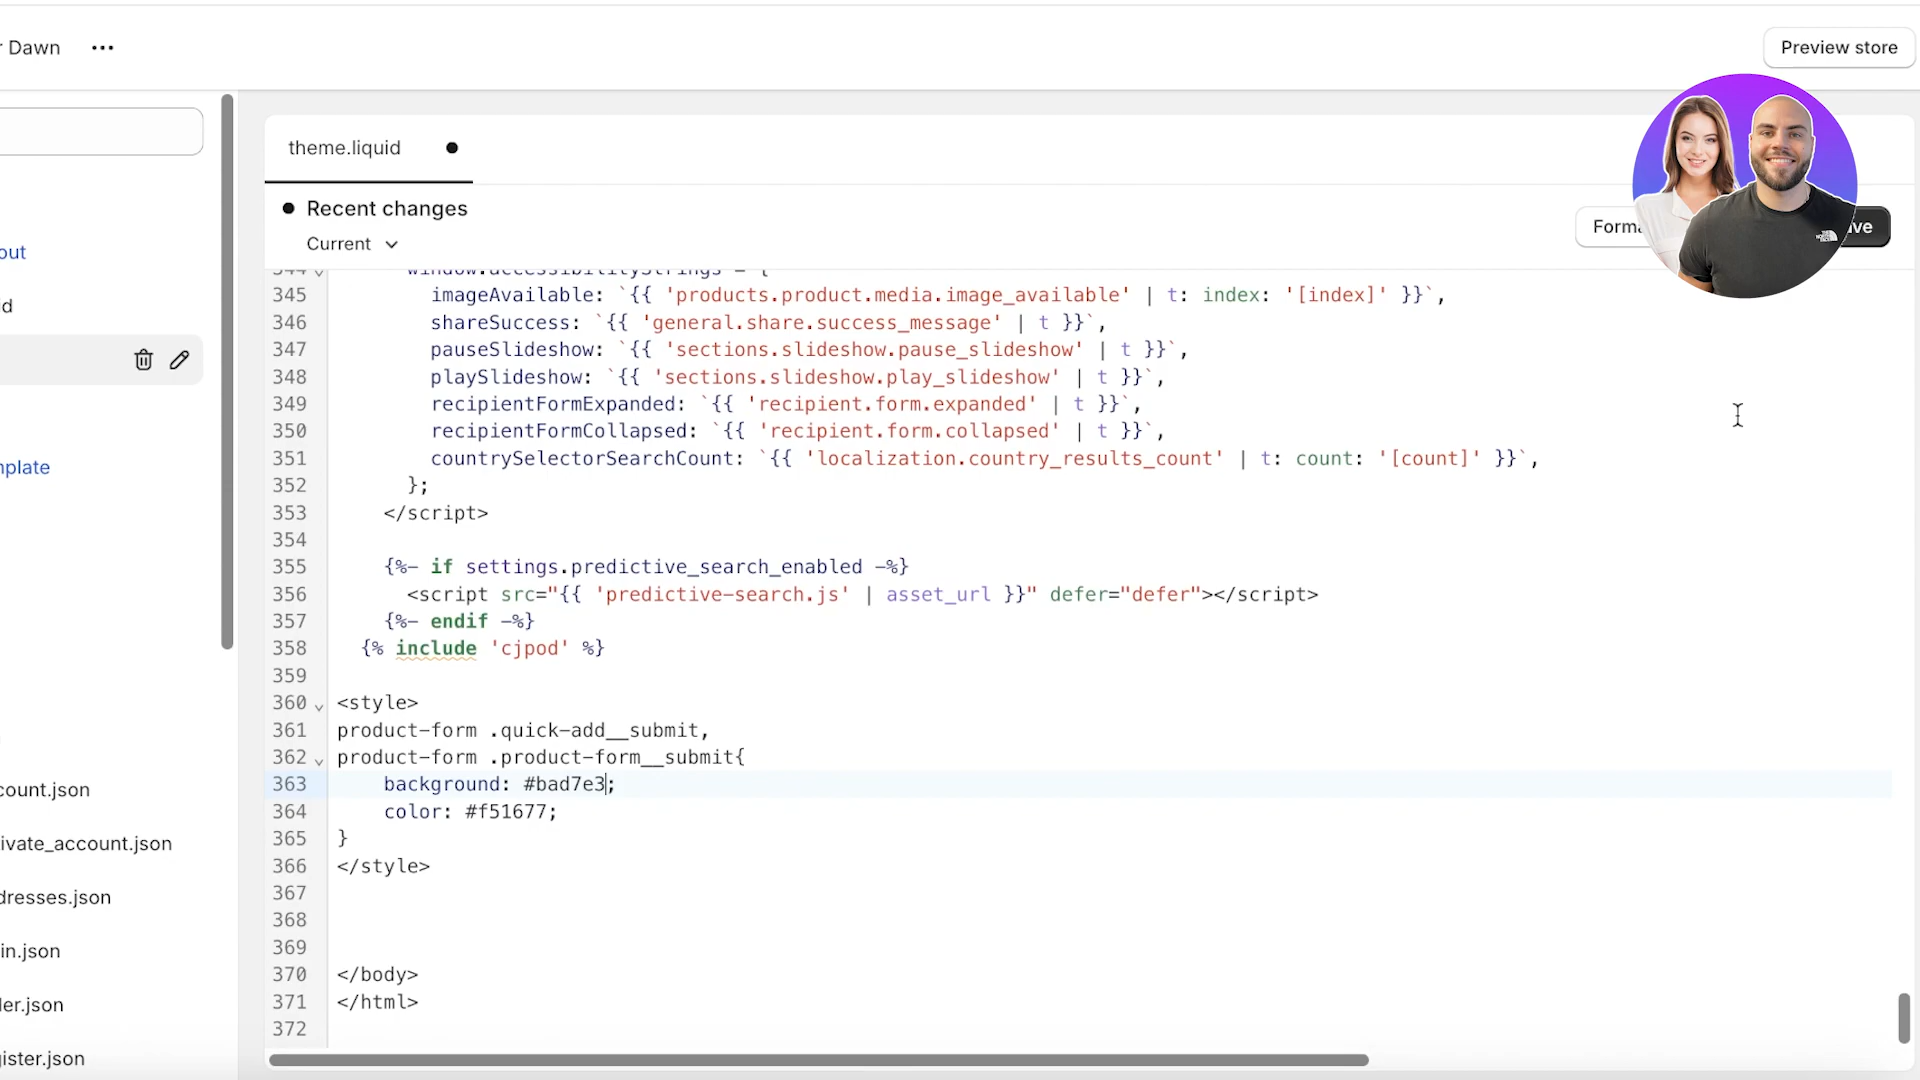 r Dawn
Preview store
theme.liquid
Recent changes
Current
out
id
345 imageAvailable: `{{ 'products.product.media.image_available' | t: index: '[index]' }}`,
346 shareSuccess: `{{ 'general.share.success_message' | t }}`,
347 pauseSlideshow: `{{ 'sections.slideshow.pause_slideshow' | t }}`,
348 playSlideshow: `{{ 'sections.slideshow.play_slideshow' | t }}`,
349 recipientFormExpanded: `{{ 'recipient.form.expanded' | t }}`,
350 recipientFormCollapsed: `{{ 'recipient.form.collapsed' | t }}`,
351 countrySelectorSearchCount: `{{ 'localization.country_results_count' | t: count: '[count]' }}`,
352 };
353 </script>
354
355 {%- if settings.predictive_search_enabled -%}
356 <script src="{{ 'predictive-search.js' | asset_url }}" defer="defer"></script>
357 {%- endif -%}
358 {% include 'cjpod' %}
359
360 <style>
361 product-form .quick-add__submit,
362 product-form .product-form__submit{
363 background: #bad7e3;
364 color: #f51677;
365 }
366 </style>
367
368
369
370 </body>
371 </html>
372
mplate
count.json
ivate_account.json
dresses.json
in.json
ler.json
gister.json